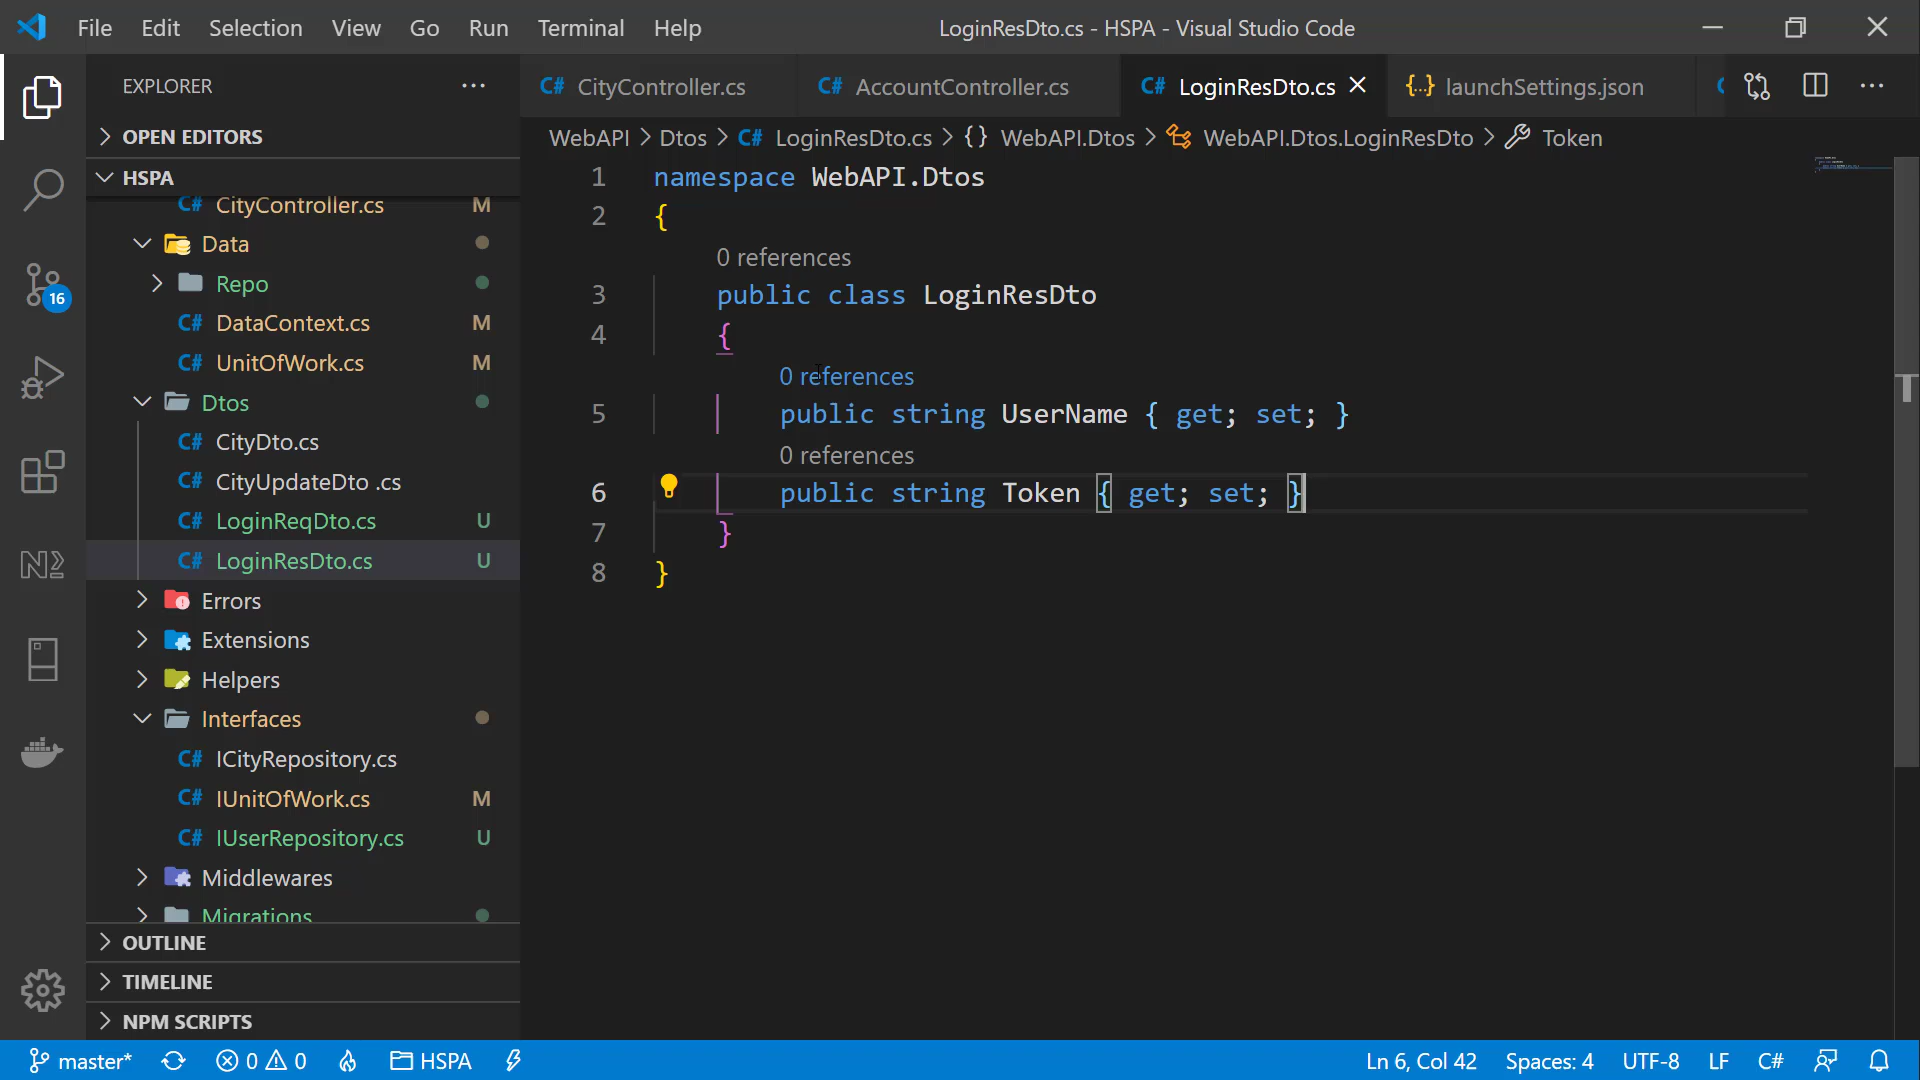 File Edit Selection View Go Run Terminal Help
LoginResDto.cs - HSPA - Visual Studio Code
EXPLORER
OPEN EDITORS
HSPA
C# CityController.cs M
Data
Repo
C# DataContext.cs M
C# UnitOfWork.cs M
Dtos
C# CityDto.cs
C# CityUpdateDto .cs
C# LoginReqDto.cs U
C# LoginResDto.cs U
Errors
Extensions
Helpers
Interfaces
C# ICityRepository.cs
C# IUnitOfWork.cs M
C# IUserRepository.cs U
Middlewares
Migrations
OUTLINE
TIMELINE
NPM SCRIPTS
16
C# CityController.cs
C# AccountController.cs
C# LoginResDto.cs
{..} launchSettings.json
WebAPI > Dtos > C# LoginResDto.cs > {} WebAPI.Dtos > WebAPI.Dtos.LoginResDto > Token
1 namespace WebAPI.Dtos
2 {
0 references
3 public class LoginResDto
4 {
0 references
5 public string UserName { get; set; }
0 references
6 public string Token { get; set; }
7 }
8 }
master* 0 0 HSPA
Ln 6, Col 42 Spaces: 4 UTF-8 LF C#